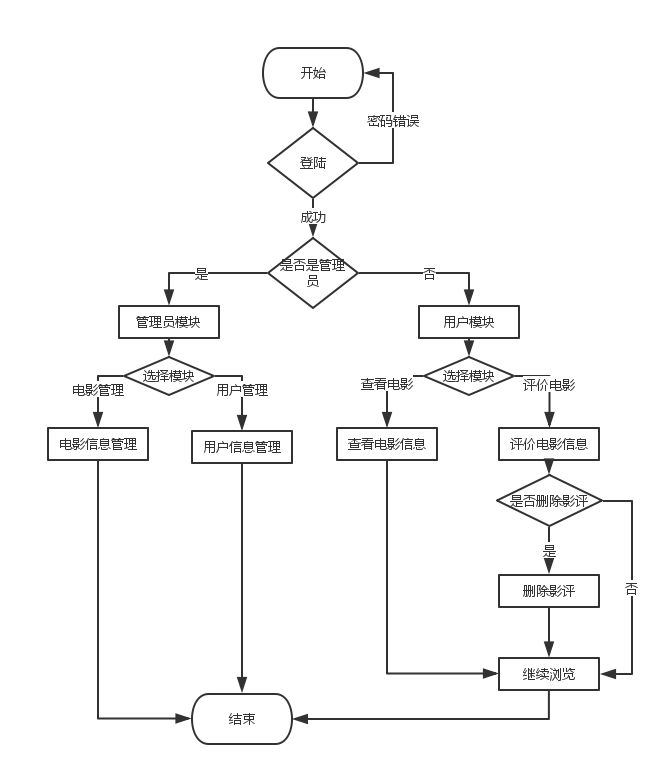 开始
密码错误
登陆
成功
是否是管理
员
是
否
管理员模块
用户模块
选择模块
选择模块
电影管理
用户管理
查看电影
评价电影
电影信息管理
用户信息管理
查看电影信息
评价电影信息
是否删除影评
是
删除影评
否
继续浏览
结束